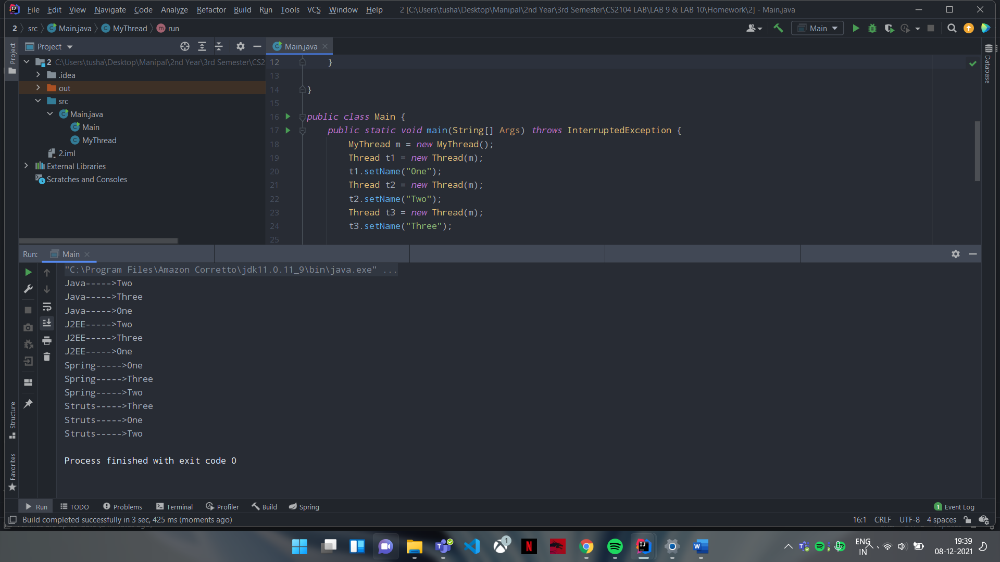 File Edit View Navigate Code Analyze Refactor Build Run Tools VCS Window Help 2 [C:\Users\tusha\Desktop\Manipal\2nd Year\3rd Semester\CS2104 LAB\LAB 9 & LAB 10\Homework\2] - Main.java
2 src Main.java MyThread run Main
Project Project Main.java
2 C:\Users\tusha\Desktop\Manipal\2nd Year\3rd Semester\CS2
.idea
out
src
Main.java
Main
MyThread
2.iml
External Libraries
Scratches and Consoles
12 }
13
14 }
15
16 public class Main {
17 public static void main(String[] Args) throws InterruptedException {
18 MyThread m = new MyThread();
19 Thread t1 = new Thread(m);
20 t1.setName("One");
21 Thread t2 = new Thread(m);
22 t2.setName("Two");
23 Thread t3 = new Thread(m);
24 t3.setName("Three");
25
Database
Run: Main
"C:\Program Files\Amazon Corretto\jdk11.0.11_9\bin\java.exe" ...
Java----->Two
Java----->Three
Java----->One
J2EE----->Two
J2EE----->Three
J2EE----->One
Spring----->One
Spring----->Three
Spring----->Two
Struts----->Three
Struts----->One
Struts----->Two
Process finished with exit code 0
Structure
Favorites
Run TODO Problems Terminal Profiler Build Spring 1 Event Log
Build completed successfully in 3 sec, 425 ms (moments ago) 16:1 CRLF UTF-8 4 spaces
1 ENG 19:39
IN 08-12-2021